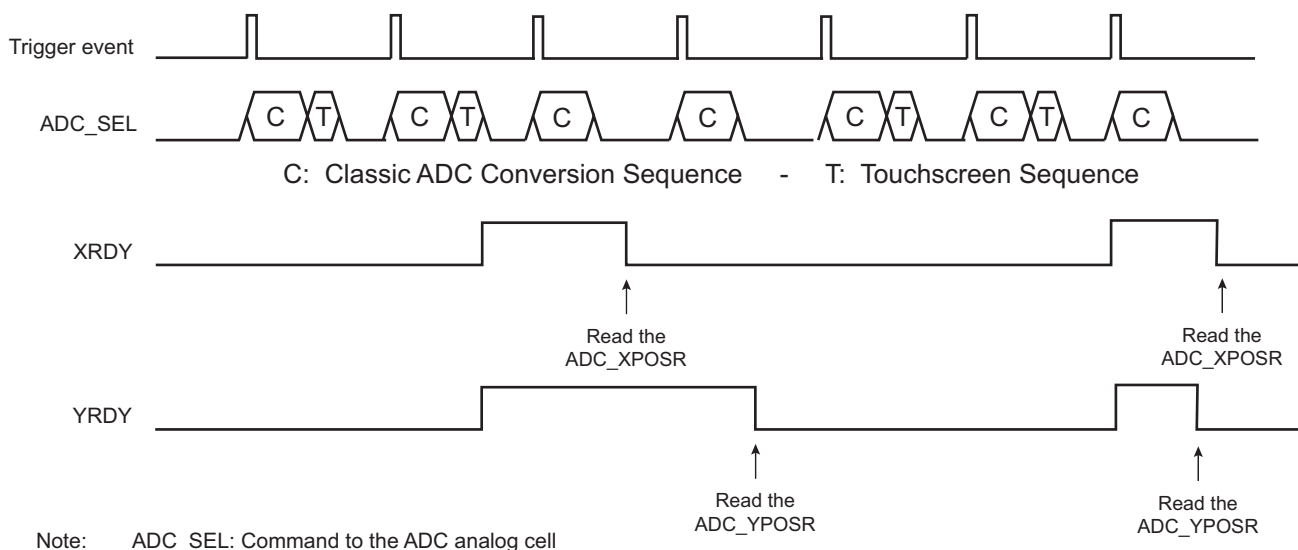 Trigger event
ADC_SEL
C T C T C C C T C T C
C: Classic ADC Conversion Sequence - T: Touchscreen Sequence
XRDY
Read the
ADC_XPOSR
Read the
ADC_XPOSR
YRDY
Read the
ADC_YPOSR
Read the
ADC_YPOSR
Note: ADC_SEL: Command to the ADC analog cell